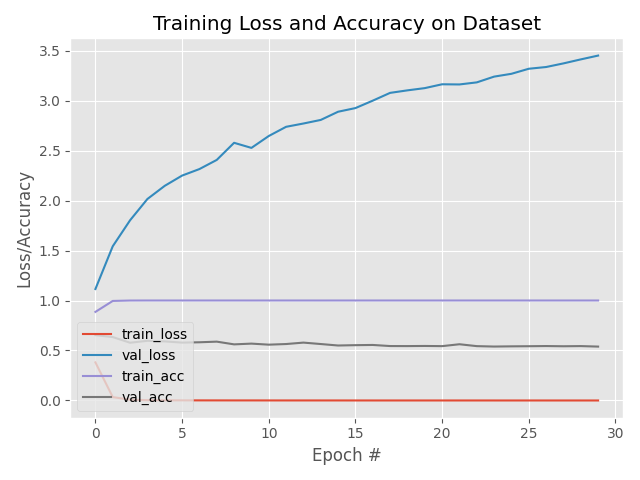 Training Loss and Accuracy on Dataset
Loss/Accuracy
3.5
3.0
2.5
2.0
1.5
1.0
0.5
0.0
train_loss
val_loss
train_acc
val_acc
0 5 10 15 20 25 30
Epoch #